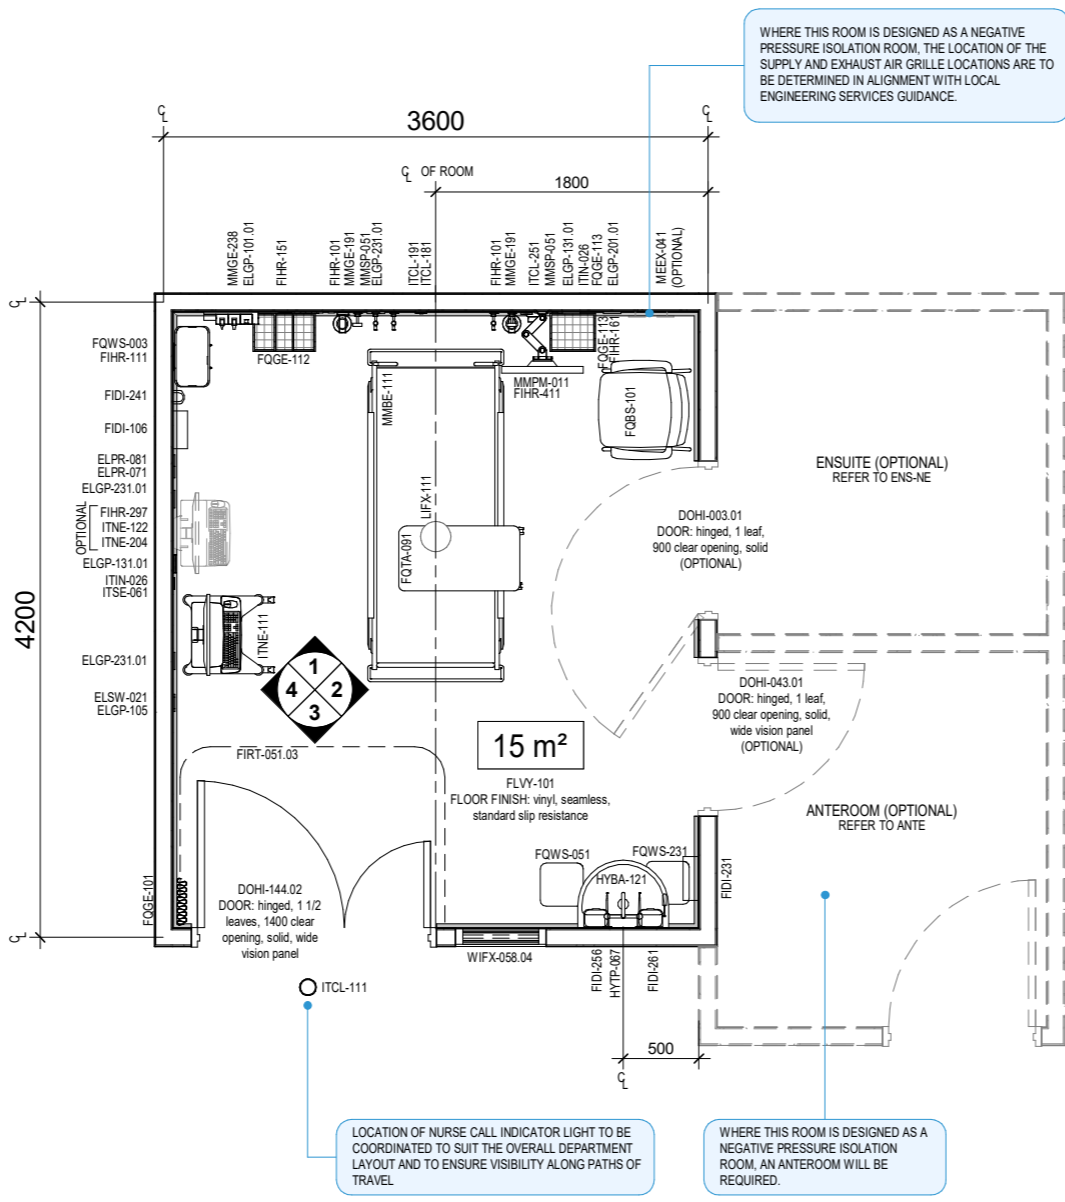 WHERE THIS ROOM IS DESIGNED AS A NEGATIVE
PRESSURE ISOLATION ROOM, THE LOCATION OF THE
SUPPLY AND EXHAUST AIR GRILLE LOCATIONS ARE TO
BE DETERMINED IN ALIGNMENT WITH LOCAL
ENGINEERING SERVICES GUIDANCE.
CL
CL
3600
CL OF ROOM
1800
MMGE-238
ELGP-101.01
FIHR-151
FIHR-101
MMGE-191
MMSP-051
ELGP-231.01
ITCL-191
ITCL-181
FIHR-101
MMGE-191
ITCL-251
MMSP-051
ELGP-131.01
ITIN-026
FQGE-113
ELGP-201.01
MEEX-041
(OPTIONAL)
CL
FQWS-003
FIHR-111
FIDI-241
FIDI-106
ELPR-081
ELPR-071
ELGP-231.01
OPTIONAL
FIHR-297
ITNE-122
ITNE-204
ELGP-131.01
ITIN-026
ITSE-061
4200
ELGP-231.01
ELSW-021
ELGP-105
FQGE-112
MMBE-111
MMPM-011
FIHR-411
FQGE-113
FIHR-161
FQBS-101
LIFX-111
FQTA-091
ITNE-111
1
2
3
4
ENSUITE (OPTIONAL)
REFER TO ENS-NE
DOHI-003.01
DOOR: hinged, 1 leaf,
900 clear opening, solid
(OPTIONAL)
DOHI-043.01
DOOR: hinged, 1 leaf,
900 clear opening, solid,
wide vision panel
(OPTIONAL)
15 m²
FLVY-101
FLOOR FINISH: vinyl, seamless,
standard slip resistance
FIRT-051.03
ANTEROOM (OPTIONAL)
REFER TO ANTE
FQWS-051
FQWS-231
HYBA-121
FIDI-231
FQGE-101
DOHI-144.02
DOOR: hinged, 1 1/2
leaves, 1400 clear
opening, solid, wide
vision panel
CL
WIFX-058.04
FIDI-256
HYTP-067
FIDI-261
ITCL-111
500
CL
LOCATION OF NURSE CALL INDICATOR LIGHT TO BE
COORDINATED TO SUIT THE OVERALL DEPARTMENT
LAYOUT AND TO ENSURE VISIBILITY ALONG PATHS OF
TRAVEL
WHERE THIS ROOM IS DESIGNED AS A
NEGATIVE PRESSURE ISOLATION
ROOM, AN ANTEROOM WILL BE
REQUIRED.